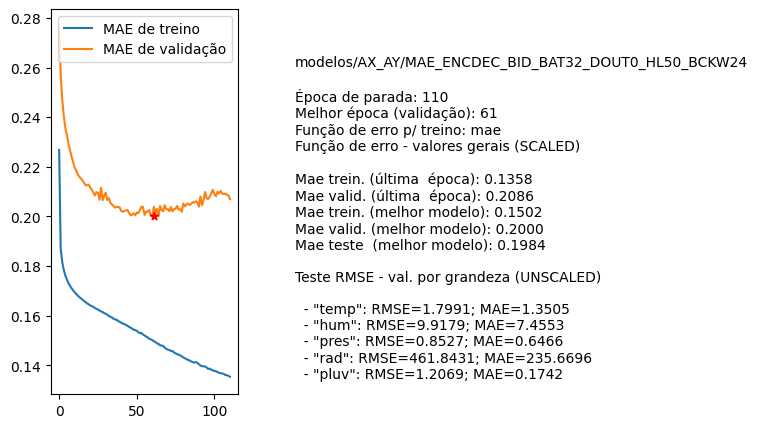 0.28
0.26
0.24
0.22
0.20
0.18
0.16
0.14
0
50
100
MAE de treino
MAE de validação
modelos/AX_AY/MAE_ENCDEC_BID_BAT32_DOUT0_HL50_BCKW24
Época de parada: 110
Melhor época (validação): 61
Função de erro p/ treino: mae
Função de erro - valores gerais (SCALED)
Mae trein. (última  época): 0.1358
Mae valid. (última  época): 0.2086
Mae trein. (melhor modelo): 0.1502
Mae valid. (melhor modelo): 0.2000
Mae teste  (melhor modelo): 0.1984
Teste RMSE - val. por grandeza (UNSCALED)
- "temp": RMSE=1.7991; MAE=1.3505
- "hum": RMSE=9.9179; MAE=7.4553
- "pres": RMSE=0.8527; MAE=0.6466
- "rad": RMSE=461.8431; MAE=235.6696
- "pluv": RMSE=1.2069; MAE=0.1742